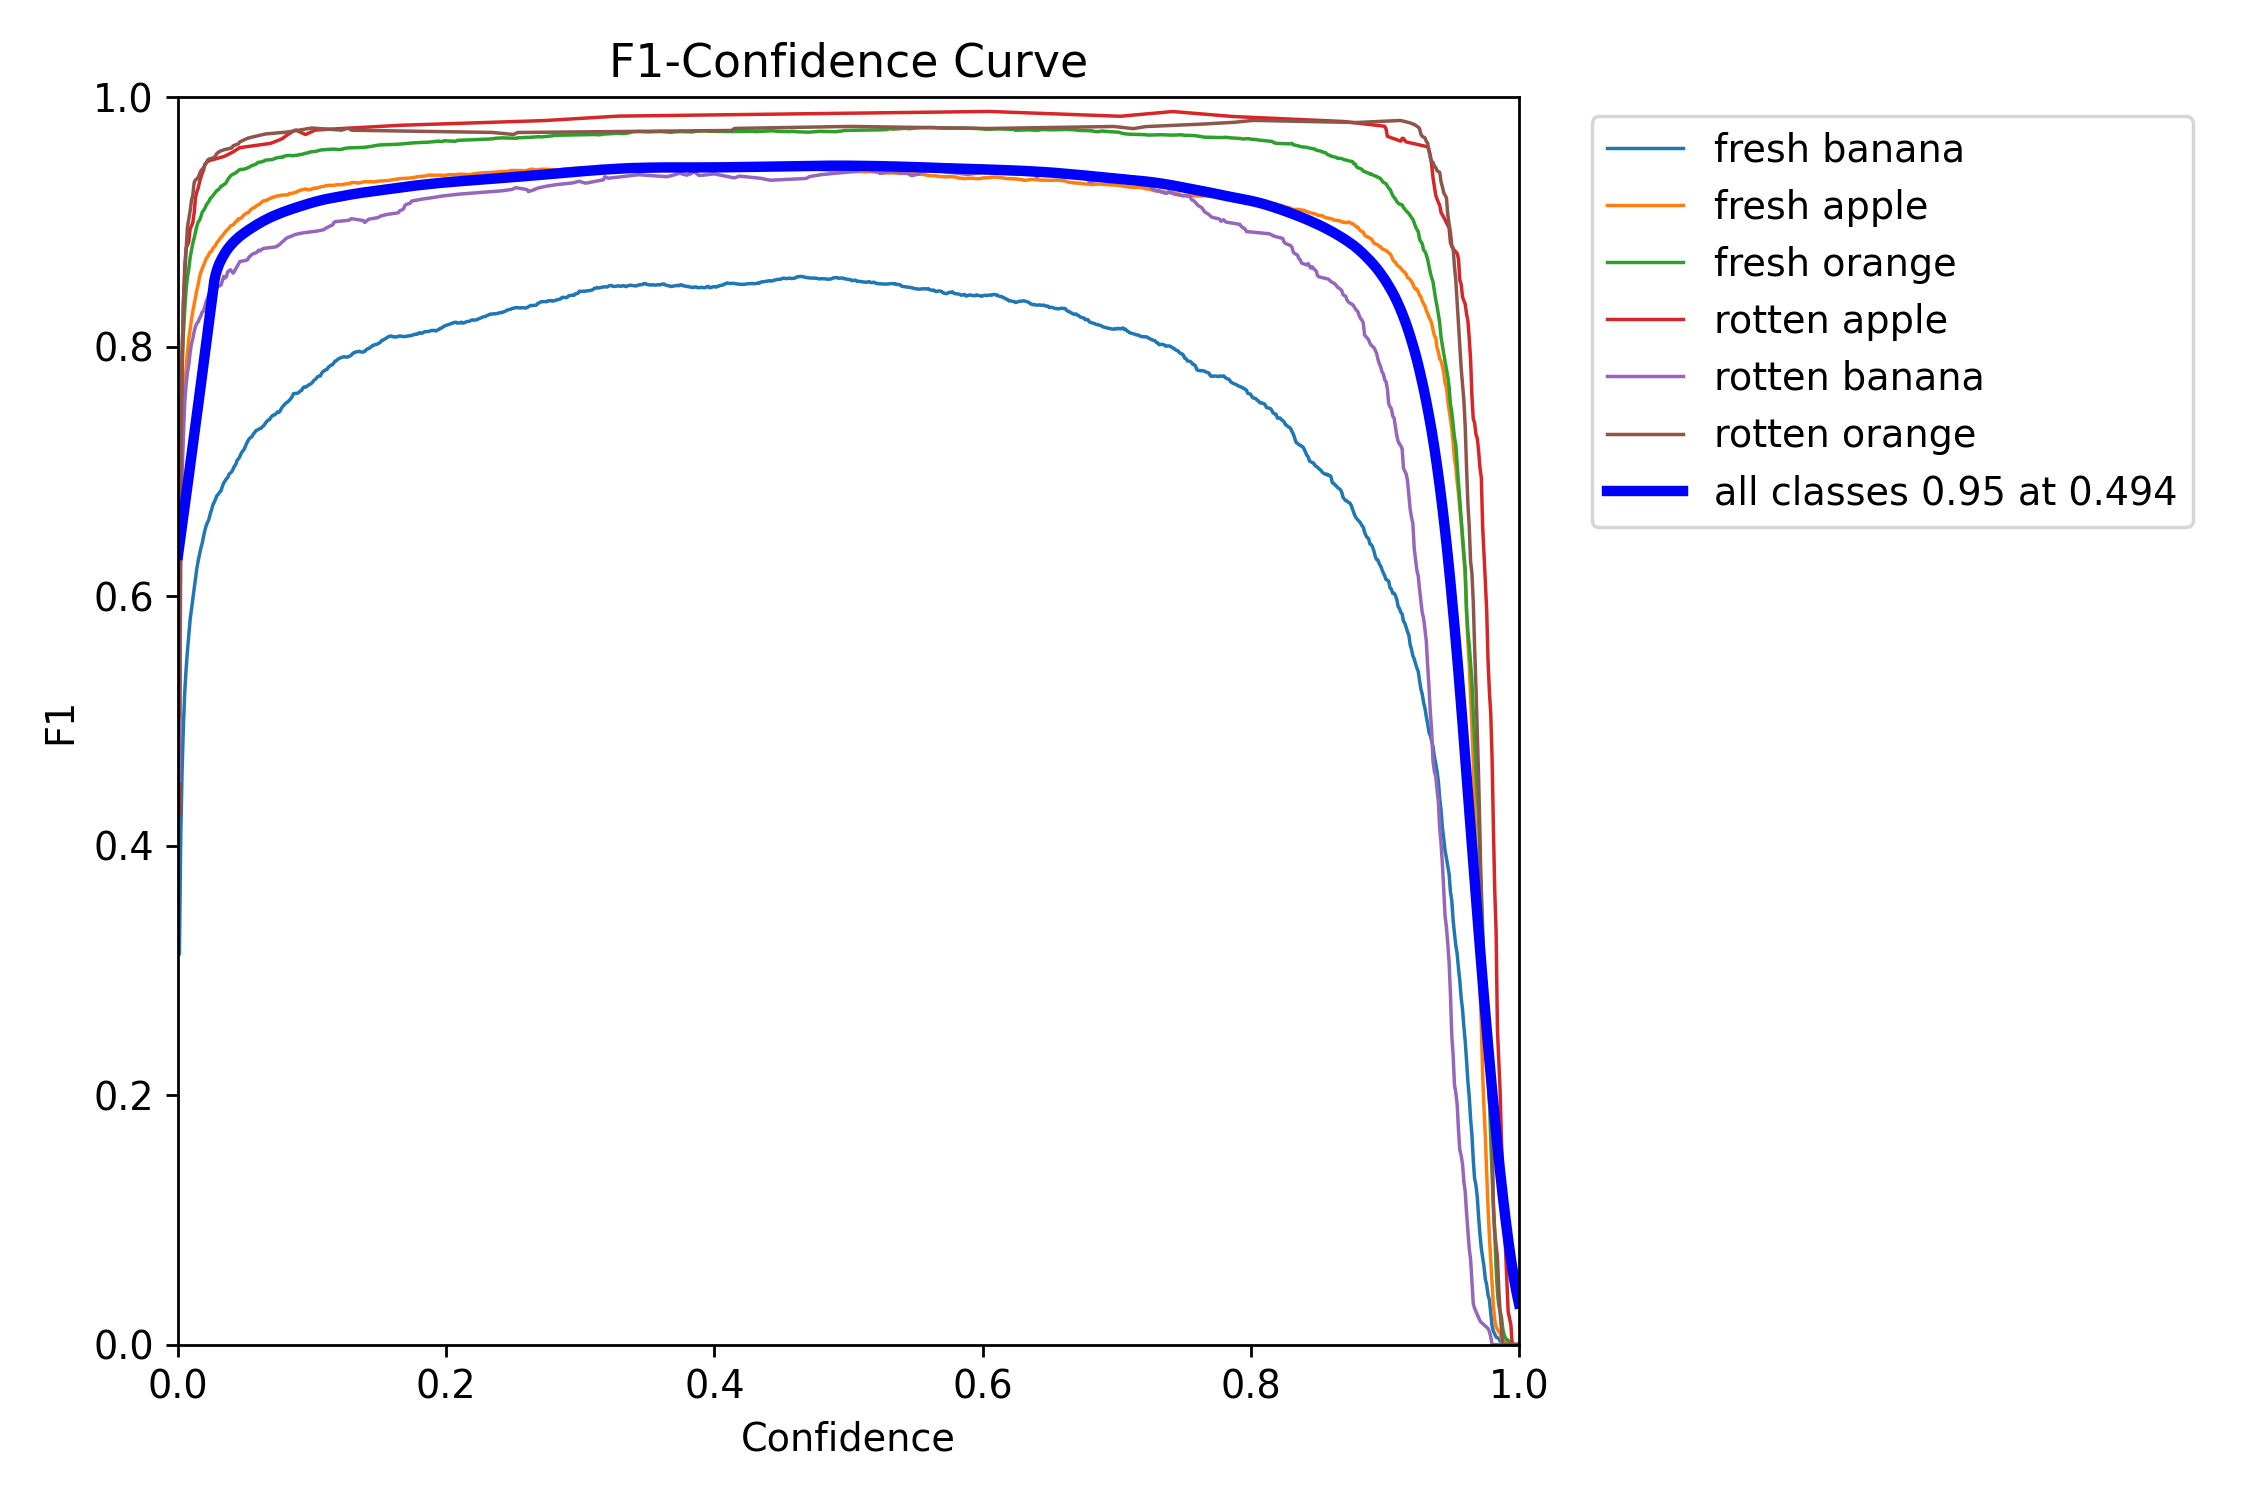 F1-Confidence Curve
1.0
0.8
0.6
0.4
0.2
0.0
F1
0.0 0.2 0.4 0.6 0.8 1.0
Confidence
fresh banana
fresh apple
fresh orange
rotten apple
rotten banana
rotten orange
all classes 0.95 at 0.494